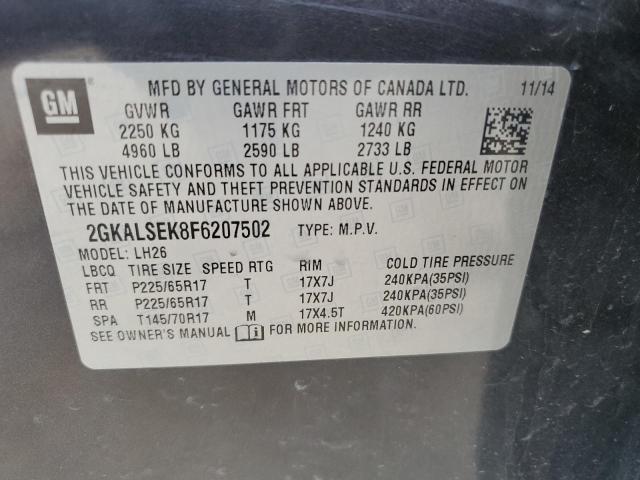 GM MFD BY GENERAL MOTORS OF CANADA LTD. 11/14
GVWR GAWR FRT GAWR RR
2250 KG 1175 KG 1240 KG
4960 LB 2590 LB 2733 LB
THIS VEHICLE CONFORMS TO ALL APPLICABLE U.S. FEDERAL MOTOR
VEHICLE SAFETY AND THEFT PREVENTION STANDARDS IN EFFECT ON
THE DATE OF MANUFACTURE SHOWN ABOVE.
2GKALSEK8F6207502 TYPE: M.P.V.
MODEL: LH26
LBCQ TIRE SIZE SPEED RTG RIM COLD TIRE PRESSURE
FRT P225/65R17 T 17X7J 240KPA(35PSI)
RR P225/65R17 T 17X7J 240KPA(35PSI)
SPA T145/70R17 M 17X4.5T 420KPA(60PSI)
SEE OWNER'S MANUAL FOR MORE INFORMATION.